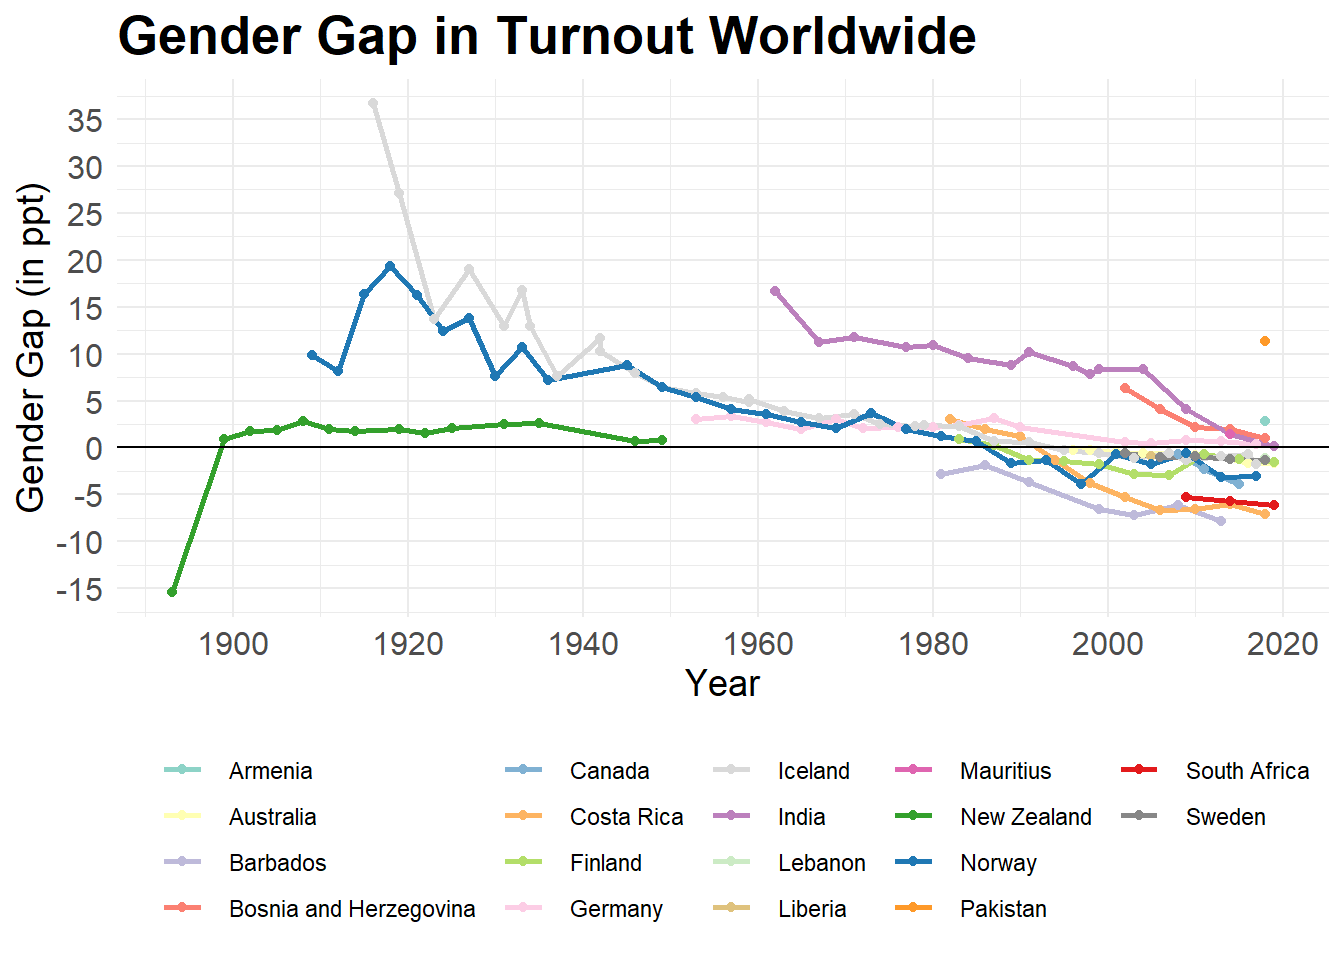 Gender Gap in Turnout Worldwide
Gender Gap (in ppt)
35
30
25
20
15
10
5
0
-5
-10
-15
1900 1920 1940 1960 1980 2000 2020
Year
Armenia Canada Iceland Mauritius South Africa
Australia Costa Rica India New Zealand Sweden
Barbados Finland Lebanon Norway
Bosnia and Herzegovina Germany Liberia Pakistan